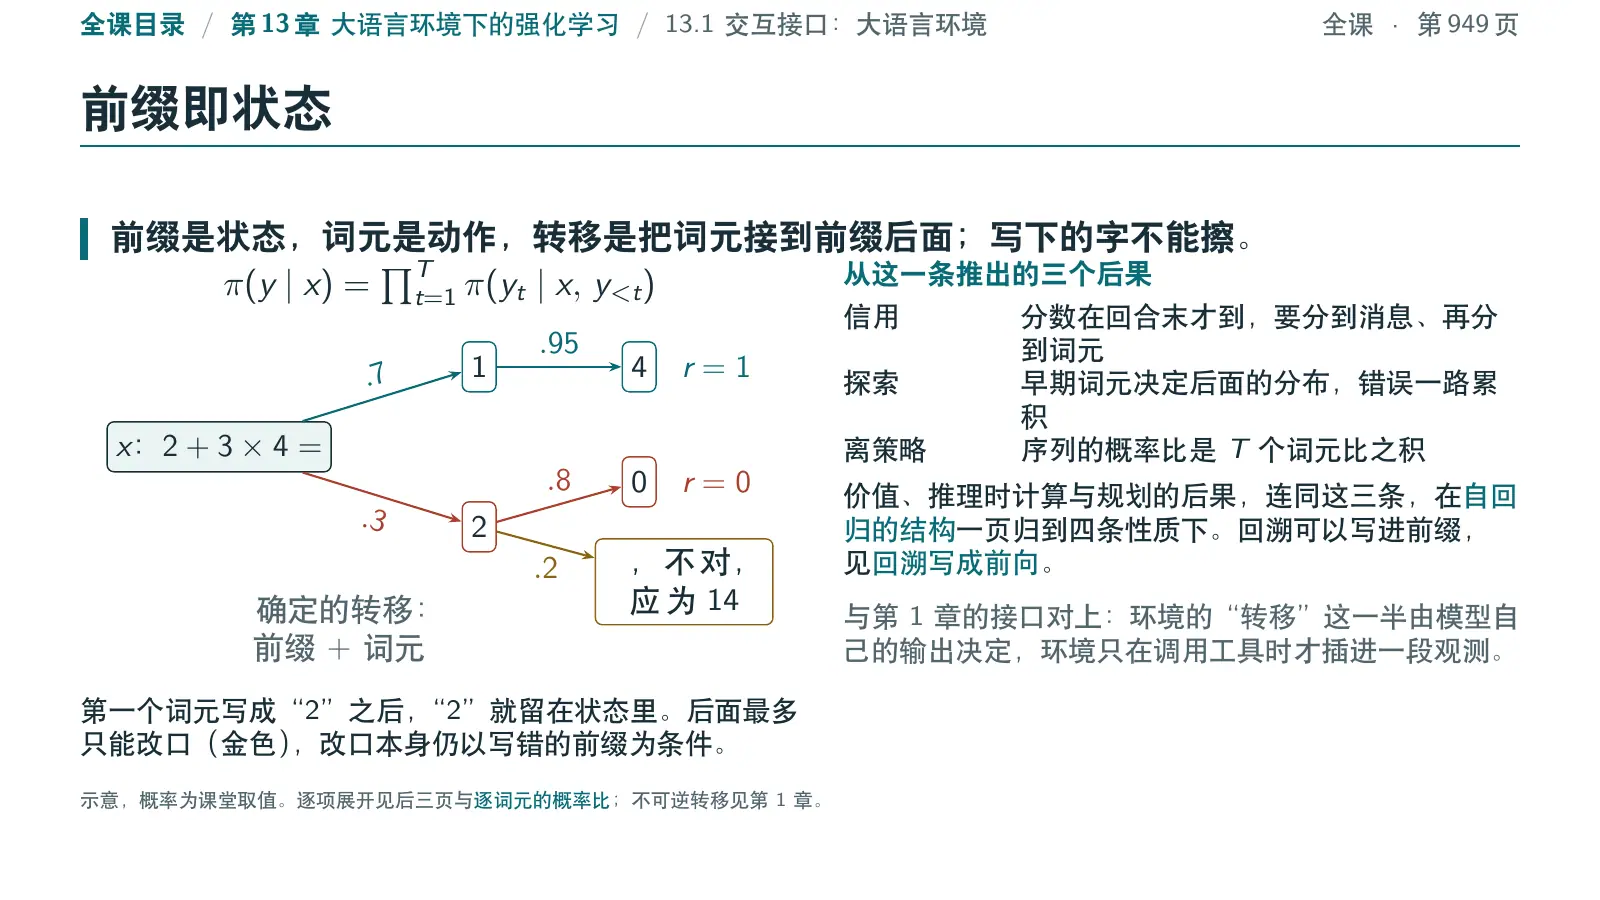 全课目录 / 第 13 章 大语言环境下的强化学习 / 13.1 交互接口：大语言环境
全课 · 第 949 页
前缀即状态
前缀是状态，词元是动作，转移是把词元接到前缀后面；写下的字不能擦。
π(y | x) = ∏_{t=1}^{T} π(y_t | x, y_{<t})
.7
1
.95
4
r = 1
x：2 + 3 × 4 =
.3
2
.8
0
r = 0
.2
，不对，
应为 14
确定的转移：
前缀 + 词元
第一个词元写成“2”之后，“2”就留在状态里。后面最多
只能改口（金色），改口本身仍以写错的前缀为条件。
从这一条推出的三个后果
信用 分数在回合末才到，要分到消息、再分
到词元
探索 早期词元决定后面的分布，错误一路累
积
离策略 序列的概率比是 T 个词元比之积
价值、推理时计算与规划的后果，连同这三条，在自回
归的结构一页归到四条性质下。回溯可以写进前缀，
见回溯写成前向。
与第 1 章的接口对上：环境的“转移”这一半由模型自
己的输出决定，环境只在调用工具时才插进一段观测。
示意，概率为课堂取值。逐项展开见后三页与逐词元的概率比；不可逆转移见第 1 章。